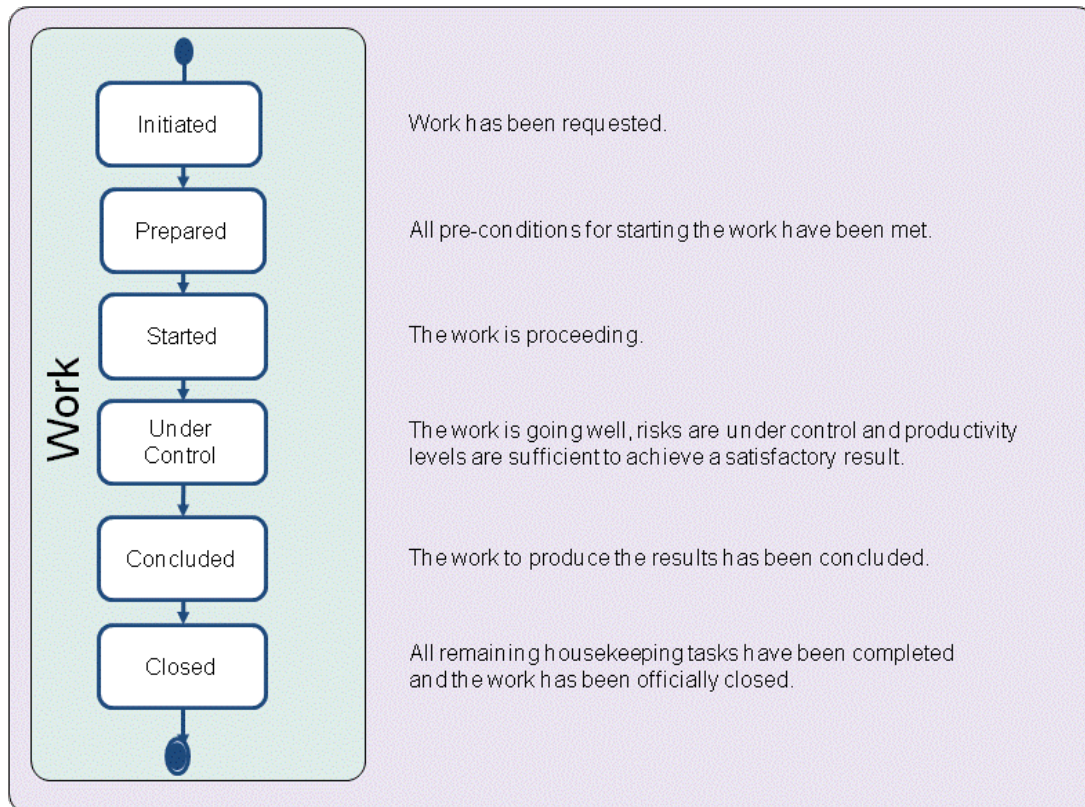 Work
Initiated
Work has been requested.
Prepared
All pre-conditions for starting the work have been met.
Started
The work is proceeding.
Under
Control
The work is going well, risks are under control and productivity
levels are sufficient to achieve a satisfactory result.
Concluded
The work to produce the results has been concluded.
Closed
All remaining housekeeping tasks have been completed
and the work has been officially closed.